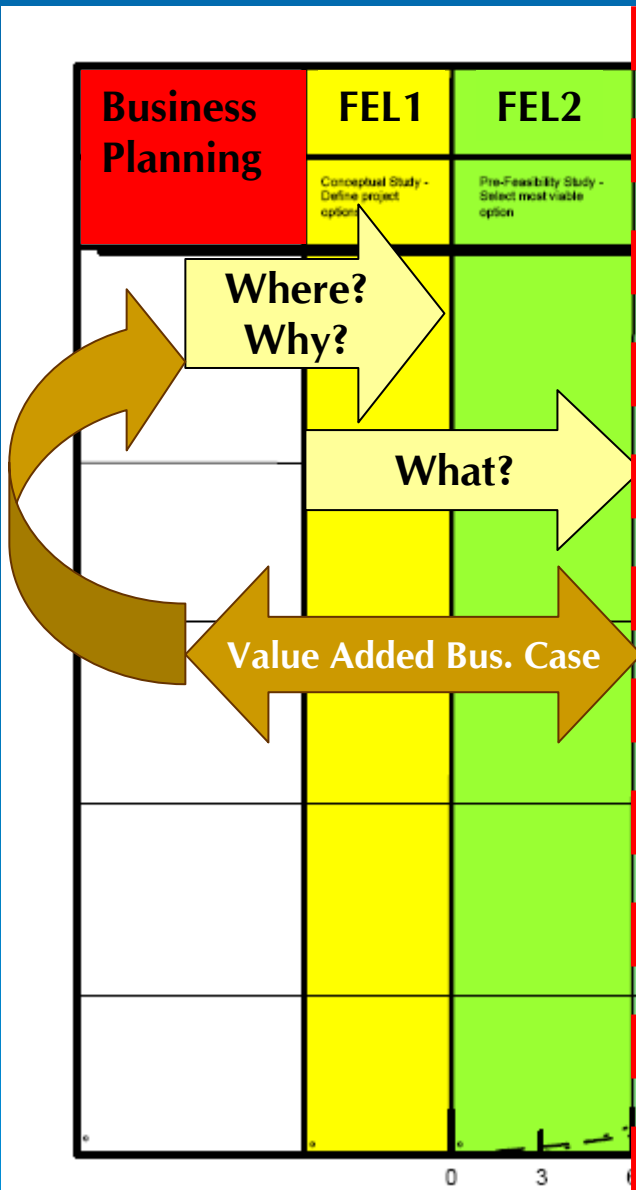 Business
Planning
FEL1
FEL2
Conceptual Study -
Define project
options
Pre-Feasibility Study -
Select most viable
option
Where?
Why?
What?
Value Added Bus. Case
0
3